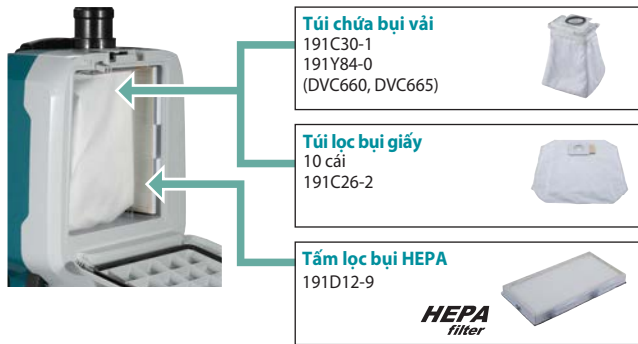 Túi chứa bụi vải
191C30-1
191Y84-0
(DVC660, DVC665)
Túi lọc bụi giấy
10 cái
191C26-2
Tấm lọc bụi HEPA
191D12-9
HEPA
filter